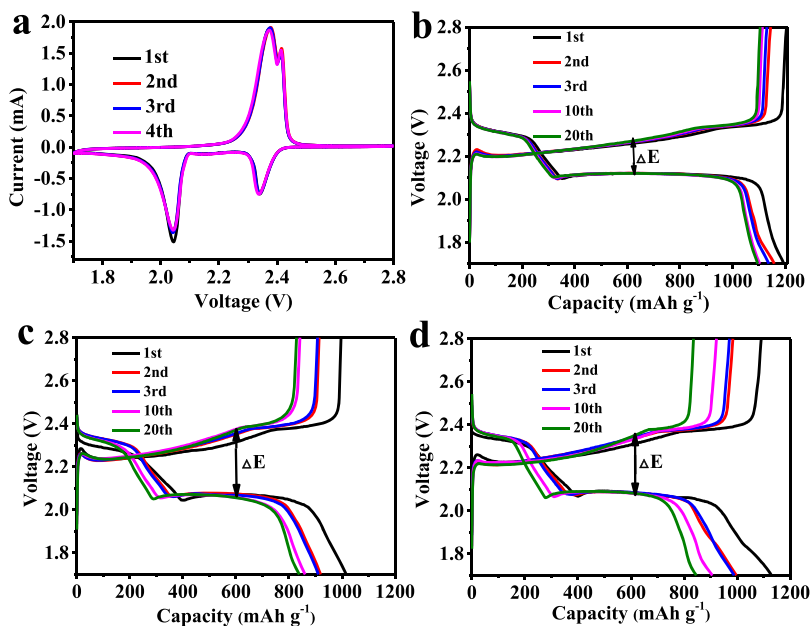 a
1st
2nd
3rd
4th
Current (mA)
2.0
1.5
1.0
0.5
0.0
-0.5
-1.0
-1.5
2.0 2.2 2.4 2.6 2.8
Voltage (V)
b
1st
2nd
3rd
10th
20th
ΔE
Voltage (V)
2.8
2.6
2.4
2.2
2.0
1.8
0 200 400 600 800 1000 1200
Capacity (mAh g-1)
c
1st
2nd
3rd
10th
20th
ΔE
Voltage (V)
2.8
2.6
2.4
2.2
2.0
1.8
0 200 400 600 800 1000 1200
Capacity (mAh g-1)
d
1st
2nd
3rd
10th
20th
ΔE
Voltage (V)
2.8
2.6
2.4
2.2
2.0
1.8
0 200 400 600 800 1000 1200
Capacity (mAh g-1)